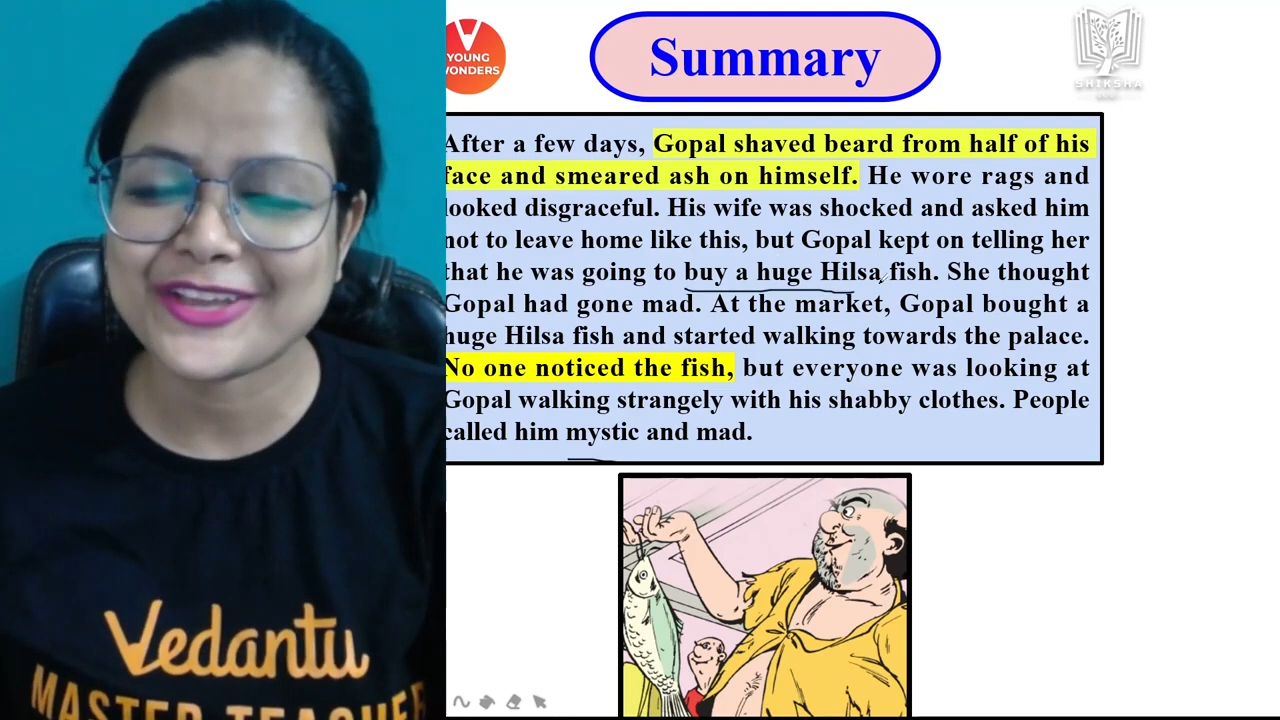 YOUNG
WONDERS
Summary
SHIKSHA
After a few days, Gopal shaved beard from half of his
face and smeared ash on himself. He wore rags and
looked disgraceful. His wife was shocked and asked him
not to leave home like this, but Gopal kept on telling her
that he was going to buy a huge Hilsa fish. She thought
Gopal had gone mad. At the market, Gopal bought a
huge Hilsa fish and started walking towards the palace.
No one noticed the fish, but everyone was looking at
Gopal walking strangely with his shabby clothes. People
called him mystic and mad.
Vedantu
MASTER TEACHER